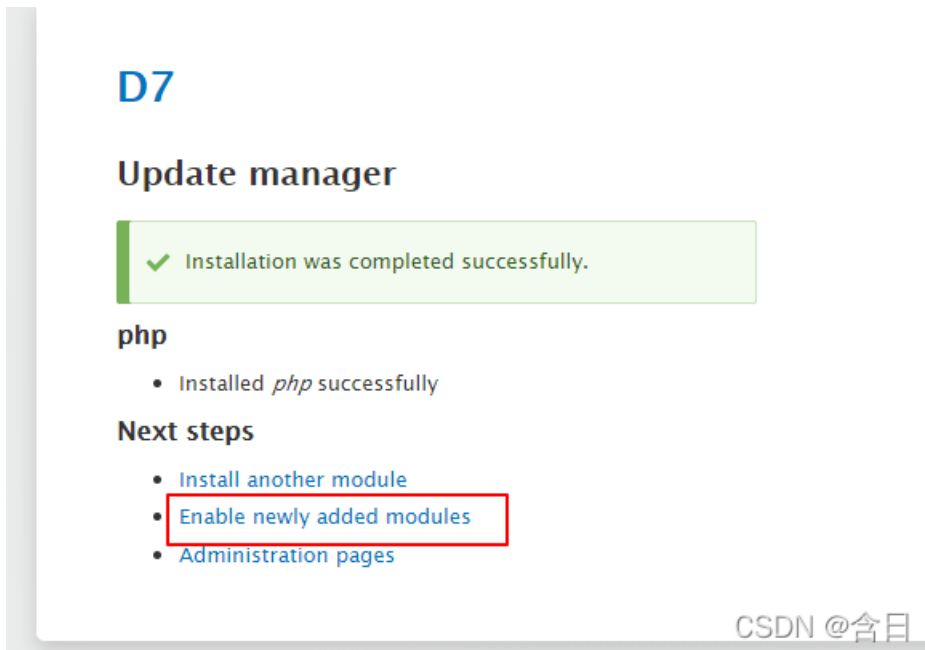 D7
Update manager
Installation was completed successfully.
php
Installed php successfully
Next steps
Install another module
Enable newly added modules
Administration pages
CSDN @含日